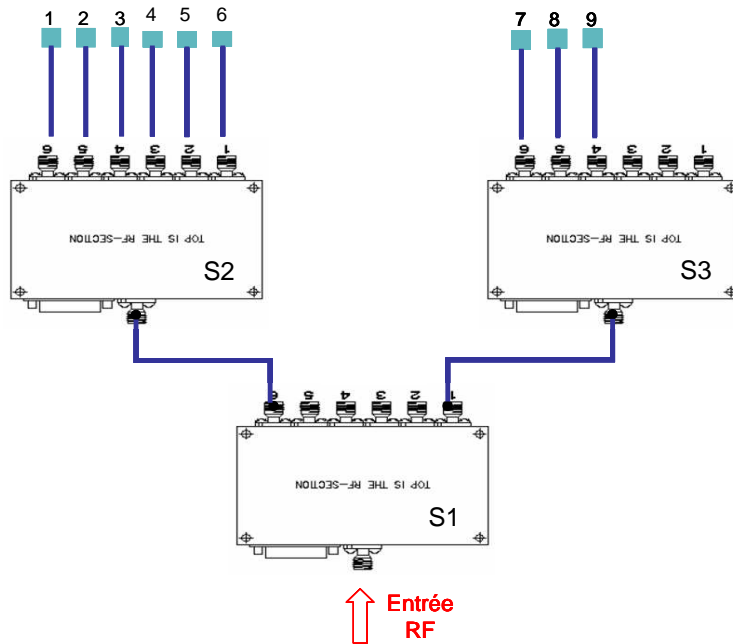 1 2 3 4 5 6
7 8 9
6 5 4 3 2 1
6 5 4 3 2 1
TOP IS THE RF-SECTION
S2
TOP IS THE RF-SECTION
S3
6 5 4 3 2 1
TOP IS THE RF-SECTION
S1
Entrée
RF